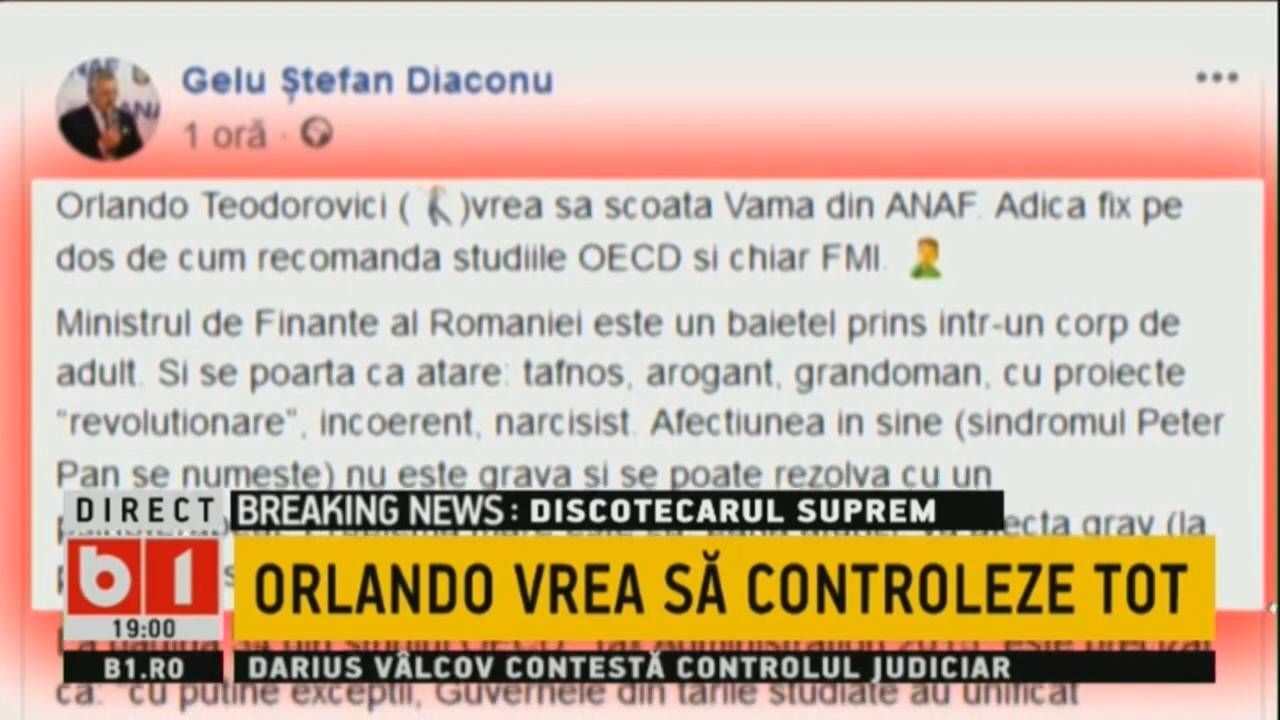 Gelu Ștefan Diaconu
1 oră
Orlando Teodorovici ( )vrea sa scoata Vama din ANAF. Adica fix pe
dos de cum recomanda studiile OECD si chiar FMI.
Ministrul de Finante al Romaniei este un baietel prins intr-un corp de
adult. Si se poarta ca atare: tafnos, arogant, grandoman, cu proiecte
"revolutionare", incoerent, narcisist. Afectiunea in sine (sindromul Peter
Pan se numeste) nu este grava si se poate rezolva cu un
grav (la
DIRECT
BREAKING NEWS: DISCOTECARUL SUPREM
b1
ORLANDO VREA SĂ CONTROLEZE TOT
19:00
B1.RO
DARIUS VÂLCOV CONTESTĂ CONTROLUL JUDICIAR
ca: "cu putine exceptii, Guvernele din tarile studiate au unificat